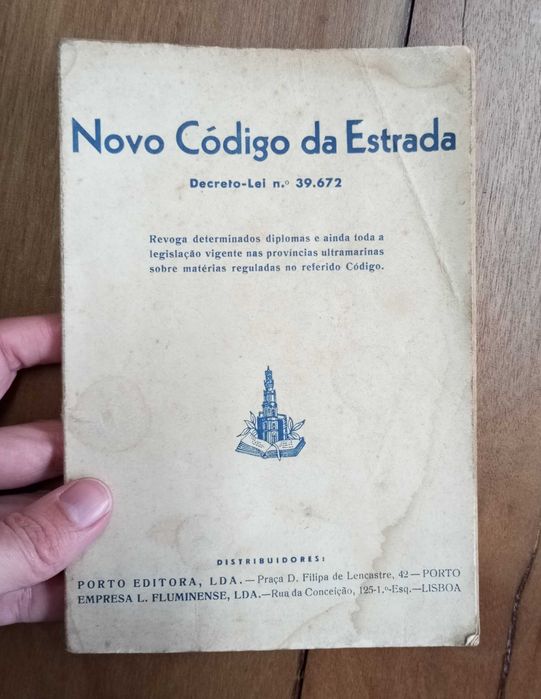 Novo Código da Estrada
Decreto-Lei n.º 39.672
Revoga determinados diplomas e ainda toda a
legislação vigente nas províncias ultramarinas
sobre matérias reguladas no referido Código.
DISTRIBUIDORES:
PORTO EDITORA, LDA.—Praça D. Filipa de Lencastre, 42—PORTO
EMPRESA L. FLUMINENSE, LDA.—Rua da Conceição, 125-1.º-Esq.—LISBOA